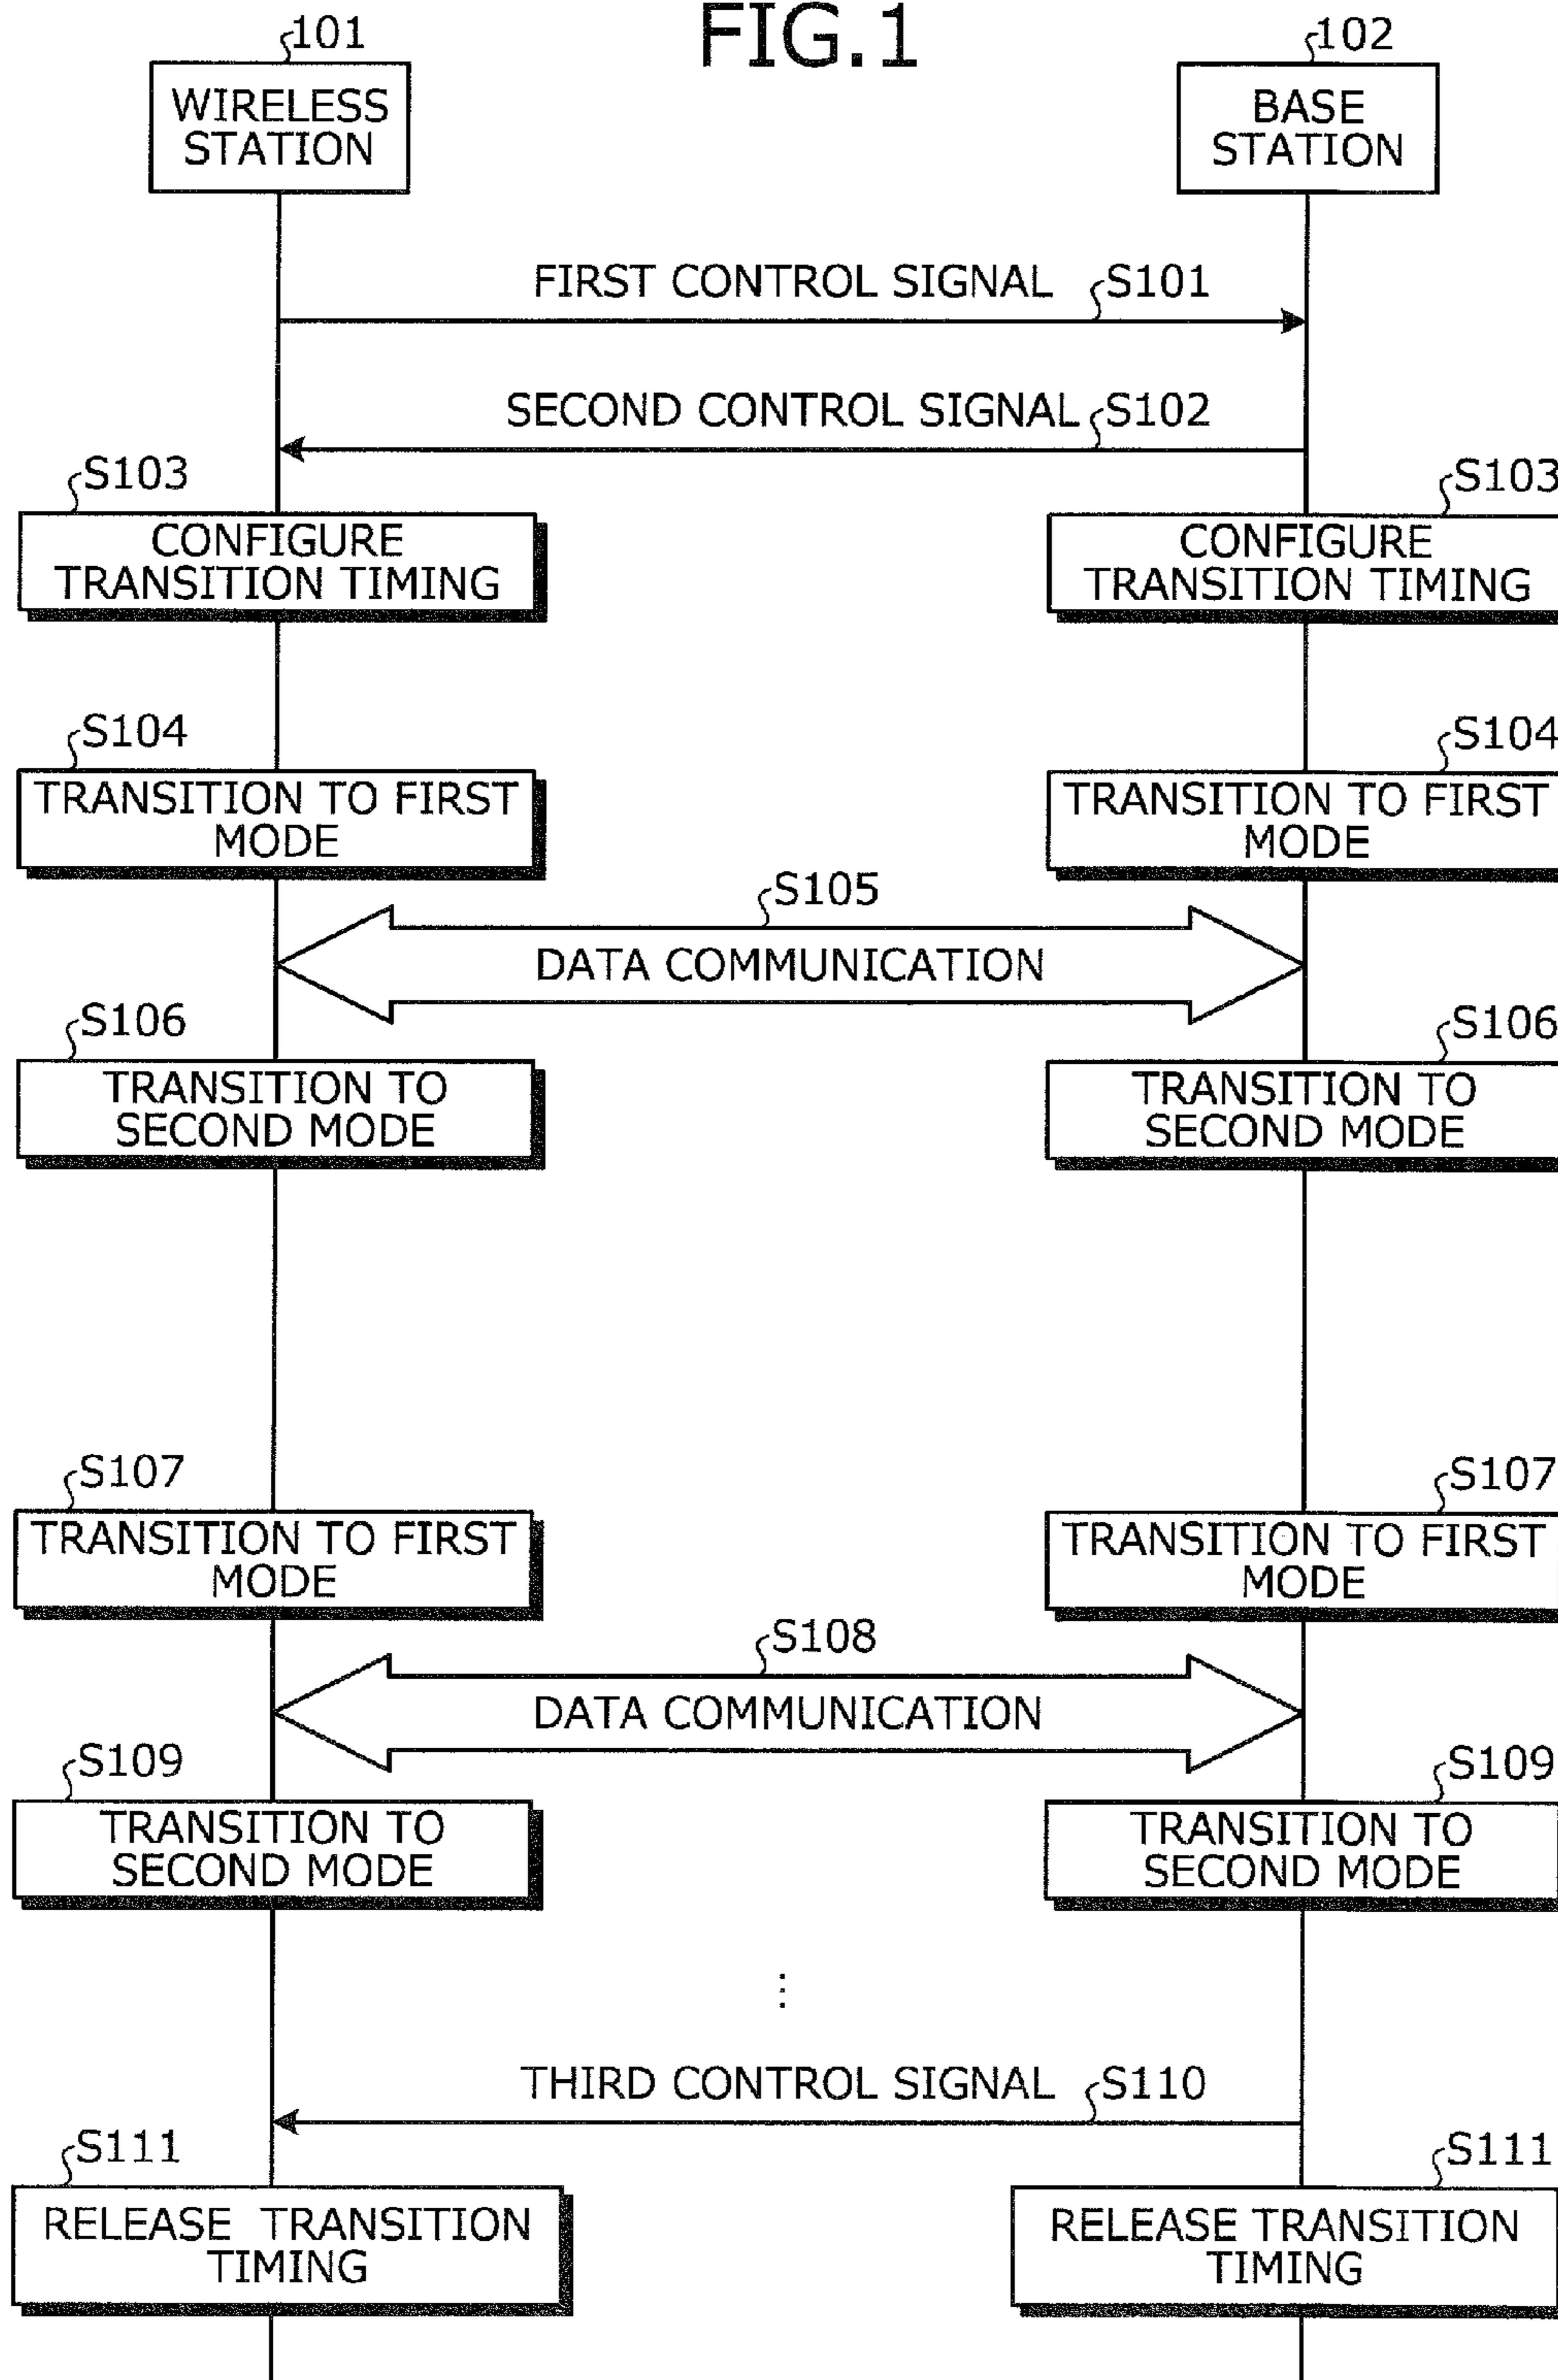 FIG.1
101
102
WIRELESS
STATION
BASE
STATION
FIRST CONTROL SIGNAL S101
SECOND CONTROL SIGNAL S102
S103
S103
CONFIGURE
TRANSITION TIMING
CONFIGURE
TRANSITION TIMING
S104
S104
TRANSITION TO FIRST
MODE
TRANSITION TO FIRST
MODE
S105
DATA COMMUNICATION
S106
S106
TRANSITION TO
SECOND MODE
TRANSITION TO
SECOND MODE
S107
S107
TRANSITION TO FIRST
MODE
TRANSITION TO FIRST
MODE
S108
DATA COMMUNICATION
S109
S109
TRANSITION TO
SECOND MODE
TRANSITION TO
SECOND MODE
⋮
THIRD CONTROL SIGNAL S110
S111
S111
RELEASE TRANSITION
TIMING
RELEASE TRANSITION
TIMING